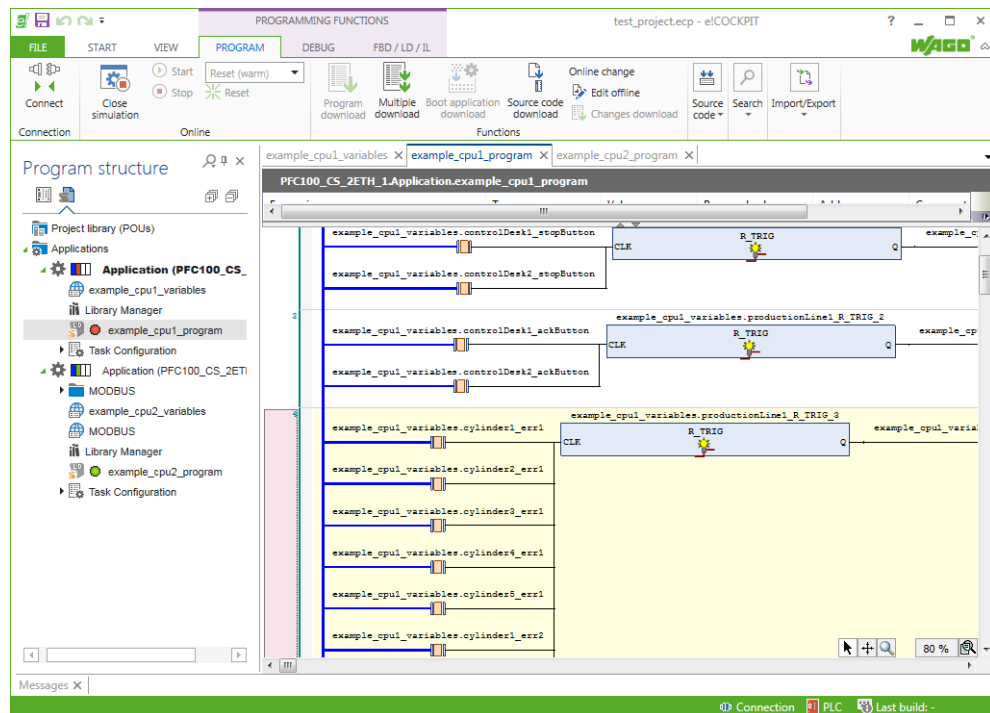 PROGRAMMING FUNCTIONS
test_project.ecp - e!COCKPIT
FILE START VIEW PROGRAM DEBUG FBD / LD / IL
WAGO
Connect
Close simulation
Start
Stop
Reset (warm)
Reset
Program download
Multiple download
Boot application download
Source code download
Online change
Edit offline
Changes download
Source code
Search
Import/Export
Connection
Online
Functions
Program structure
Project library (POUs)
Applications
Application (PFC100_CS_
example_cpu1_variables
Library Manager
example_cpu1_program
Task Configuration
Application (PFC100_CS_2ETI
MODBUS
example_cpu2_variables
MODBUS
Library Manager
example_cpu2_program
Task Configuration
example_cpu1_variables X example_cpu1_program X example_cpu2_program X
PFC100_CS_2ETH_1.Application.example_cpu1_program
example_cpu1_variables.controlDesk1_stopButton
R_TRIG
CLK
Q
example_c
example_cpu1_variables.controlDesk2_stopButton
3
example_cpu1_variables.productionLine1_R_TRIG_2
example_cpu1_variables.controlDesk1_ackButton
R_TRIG
CLK
Q
example_cp
example_cpu1_variables.controlDesk2_ackButton
example_cpu1_variables.productionLine1_R_TRIG_3
example_cpu1_variables.cylinder1_err1
R_TRIG
CLK
Q
example_cpu1_varia
example_cpu1_variables.cylinder2_err1
example_cpu1_variables.cylinder3_err1
example_cpu1_variables.cylinder4_err1
example_cpu1_variables.cylinder5_err1
example_cpu1_variables.cylinder1_err2
80 %
Messages X
Connection PLC Last build: -